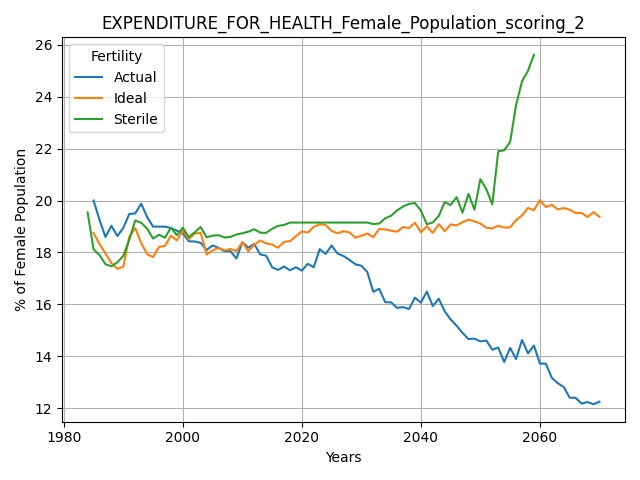 EXPENDITURE_FOR_HEALTH_Female_Population_scoring_2
Fertility
Actual
Ideal
Sterile
% of Female Population
26
24
22
20
18
16
14
12
1980 2000 2020 2040 2060
Years